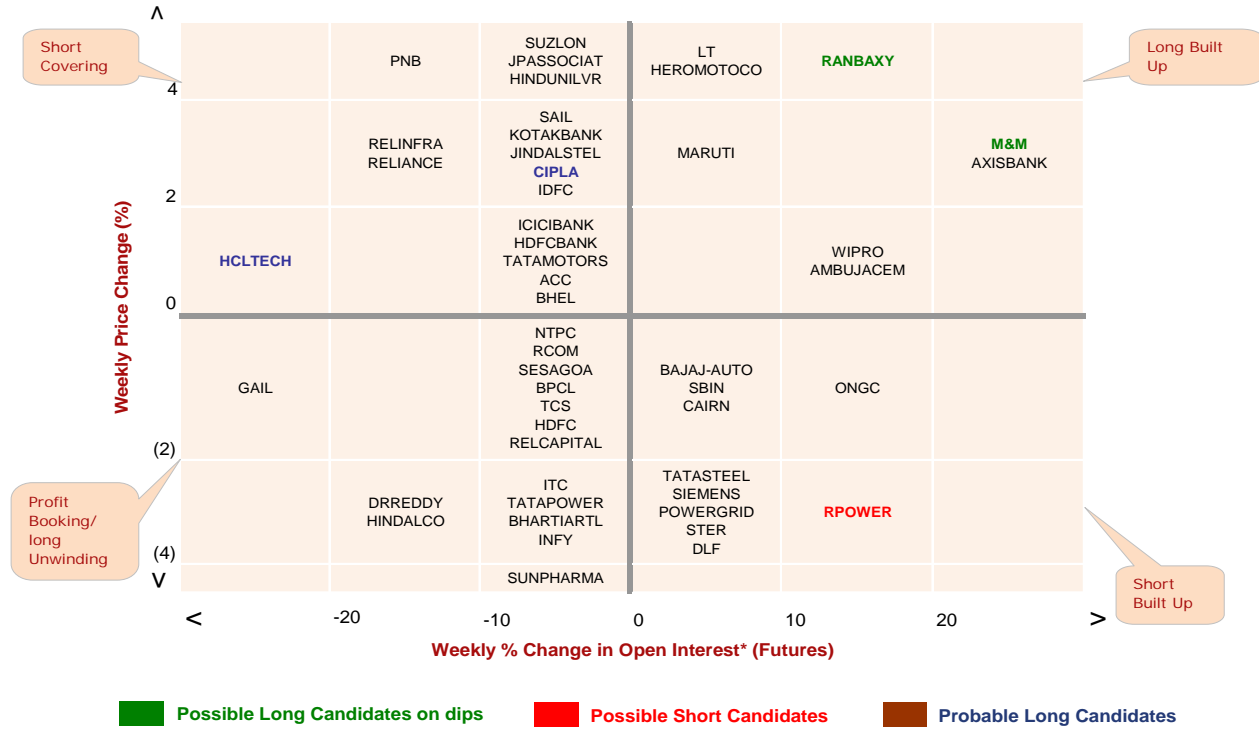 Short
Covering
Long Built
Up
Profit
Booking/
long
Unwinding
Short
Built Up
Weekly Price Change (%)
4
2
0
(2)
(4)
PNB
SUZLON
JPASSOCIAT
HINDUNILVR
LT
HEROMOTOCO
RANBAXY
RELINFRA
RELIANCE
SAIL
KOTAKBANK
JINDALSTEL
CIPLA
IDFC
MARUTI
M&M
AXISBANK
HCLTECH
ICICIBANK
HDFCBANK
TATAMOTORS
ACC
BHEL
WIPRO
AMBUJACEM
GAIL
NTPC
RCOM
SESAGOA
BPCL
TCS
HDFC
RELCAPITAL
BAJAJ-AUTO
SBIN
CAIRN
ONGC
DRREDDY
HINDALCO
ITC
TATAPOWER
BHARTIARTL
INFY
TATASTEEL
SIEMENS
POWERGRID
STER
DLF
RPOWER
SUNPHARMA
< -20 -10 0 10 20 >
Weekly % Change in Open Interest* (Futures)
Possible Long Candidates on dips
Possible Short Candidates
Probable Long Candidates